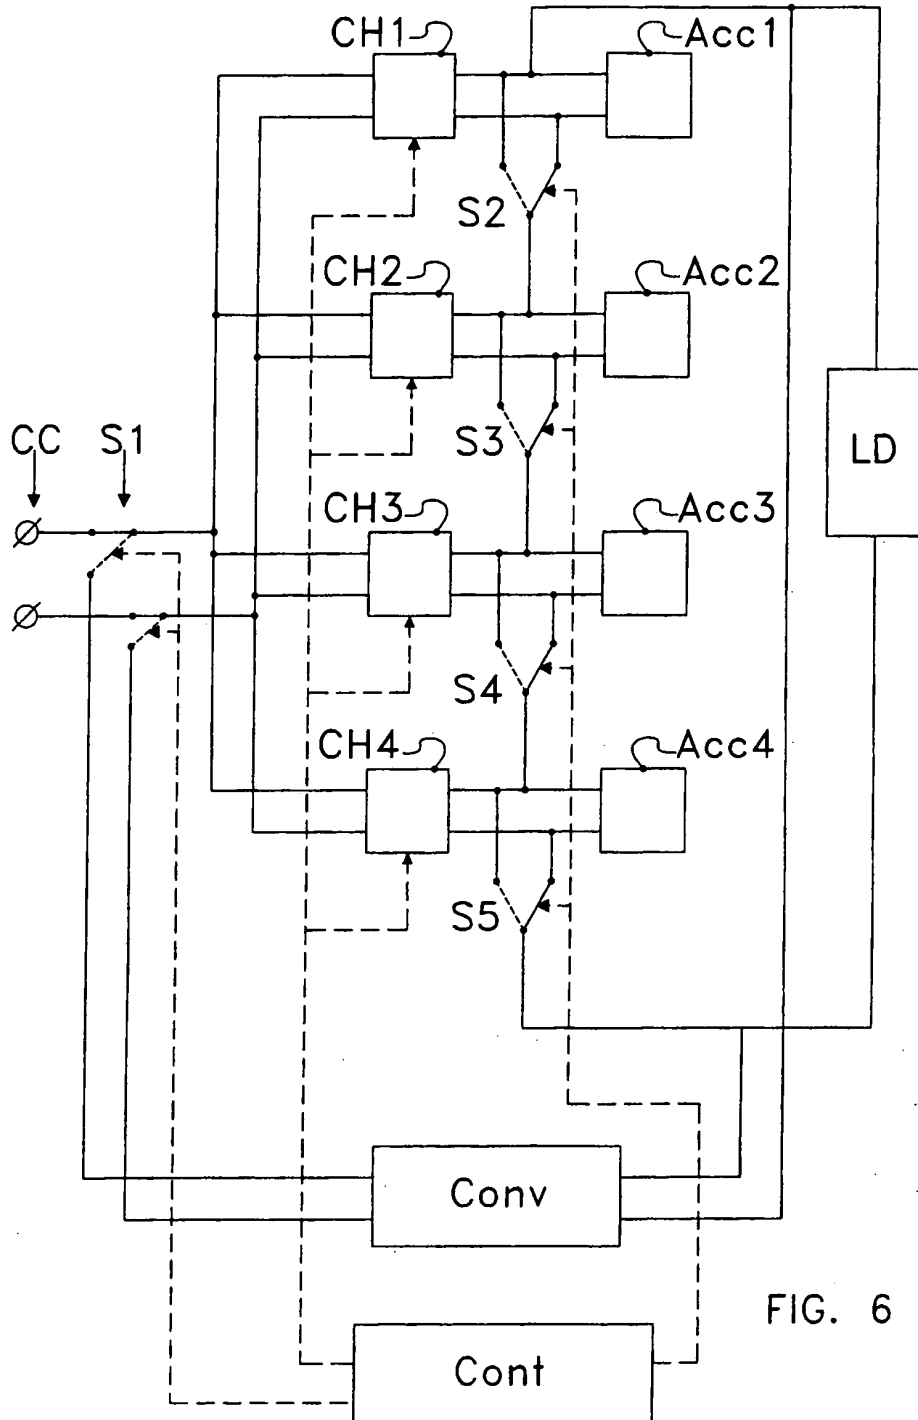 CH1 Acc1
S2
CH2 Acc2
CC S1 S3 LD
CH3 Acc3
S4
CH4 Acc4
S5
Conv
FIG. 6
Cont